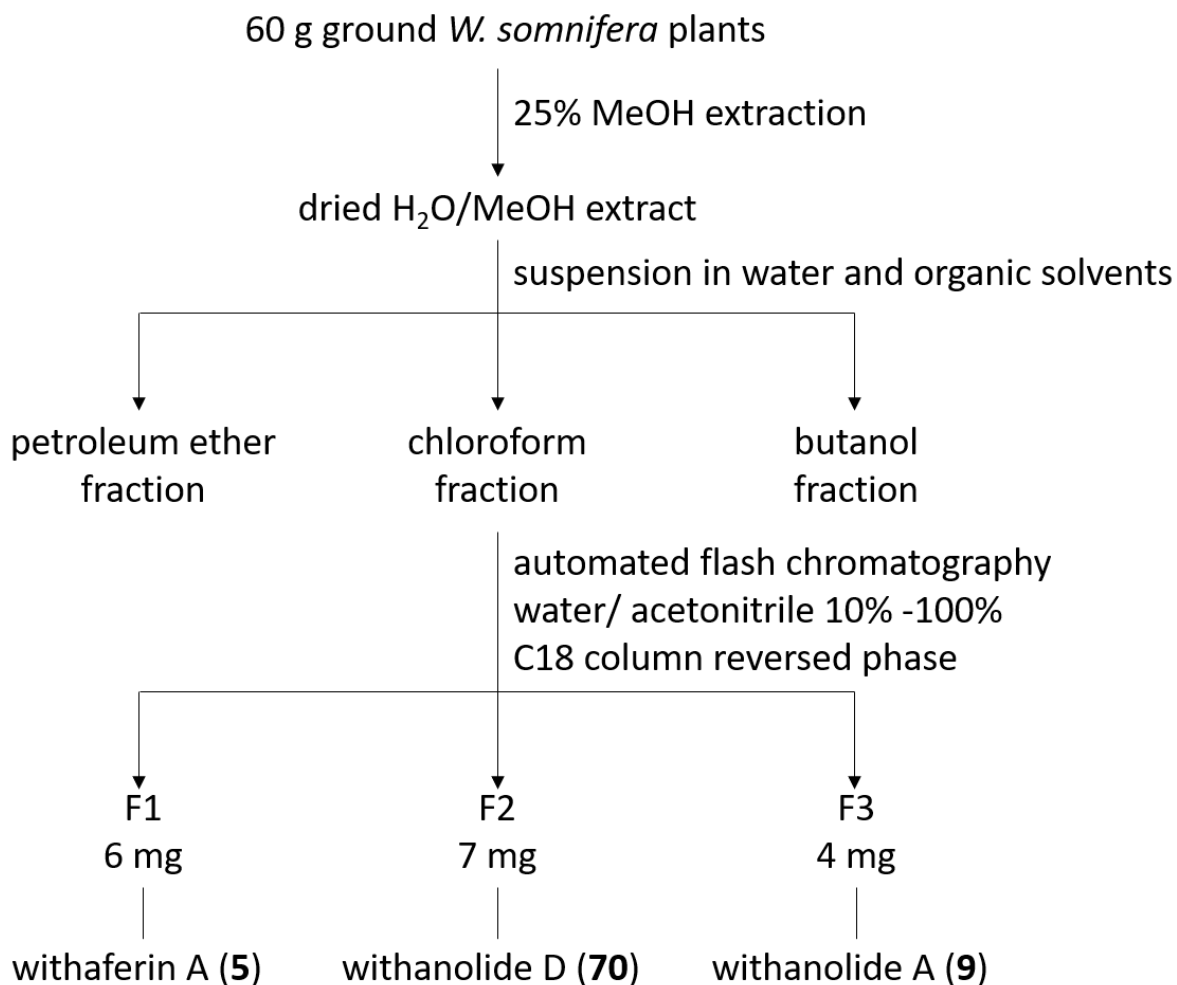 60 g ground W. somnifera plants
25% MeOH extraction
dried H₂O/MeOH extract
suspension in water and organic solvents
petroleum ether
fraction
chloroform
fraction
butanol
fraction
automated flash chromatography
water/ acetonitrile 10% -100%
C18 column reversed phase
F1
6 mg
F2
7 mg
F3
4 mg
withaferin A (5)
withanolide D (70)
withanolide A (9)